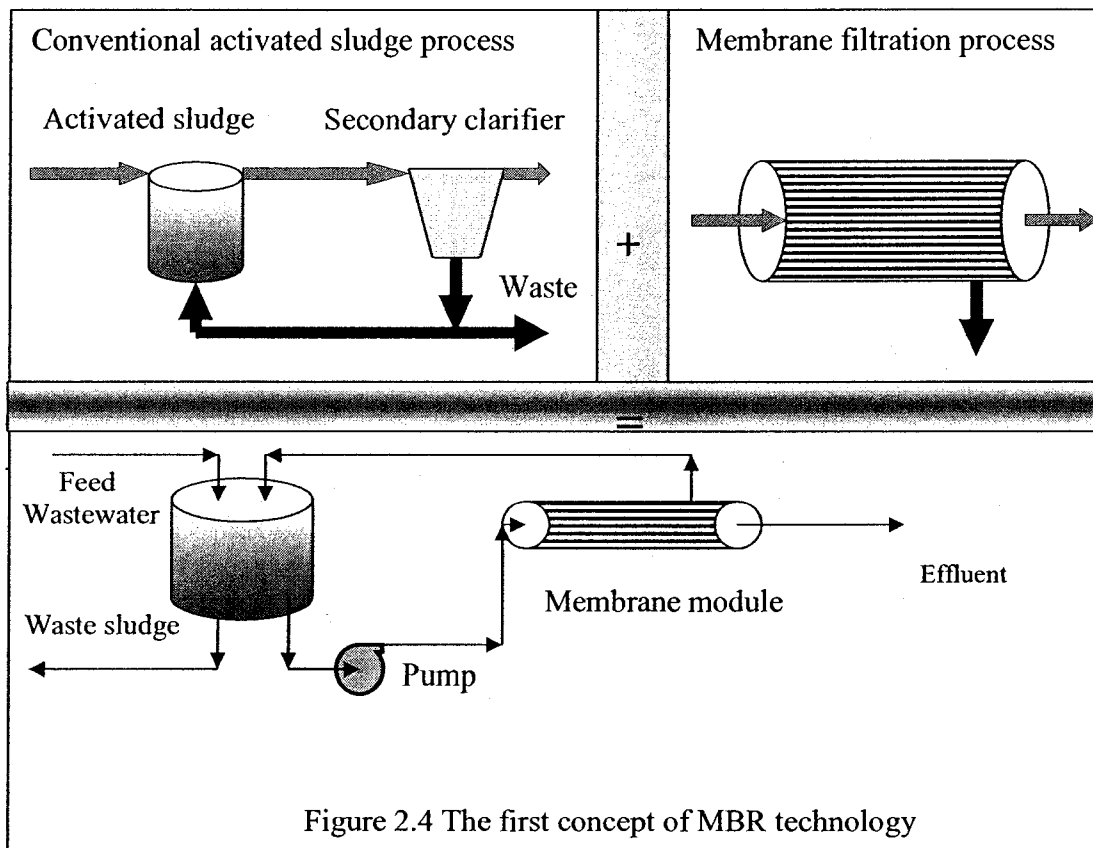 Conventional activated sludge process
Membrane filtration process
Activated sludge
Secondary clarifier
Waste
+
=
Feed
Wastewater
Effluent
Membrane module
Waste sludge
Pump
Figure 2.4 The first concept of MBR technology